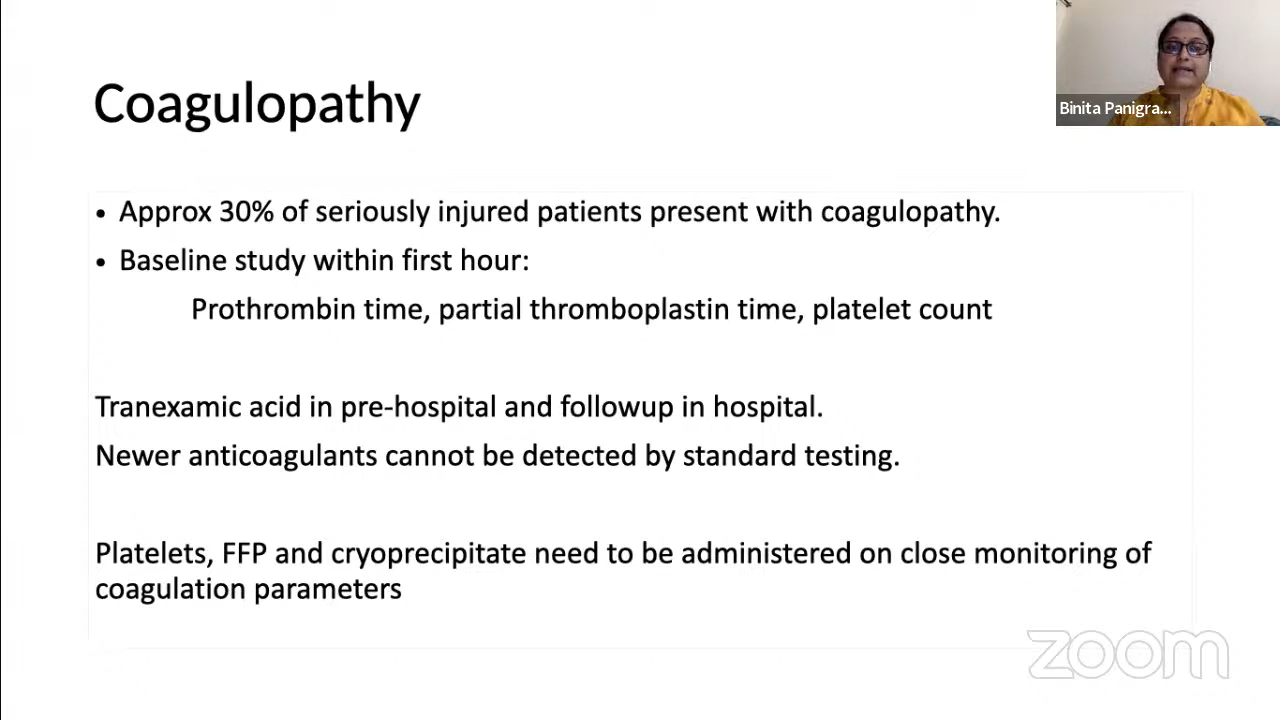 Coagulopathy
Binita Panigra...
• Approx 30% of seriously injured patients present with coagulopathy.
• Baseline study within first hour:
Prothrombin time, partial thromboplastin time, platelet count
Tranexamic acid in pre-hospital and followup in hospital.
Newer anticoagulants cannot be detected by standard testing.
Platelets, FFP and cryoprecipitate need to be administered on close monitoring of
coagulation parameters
zoom